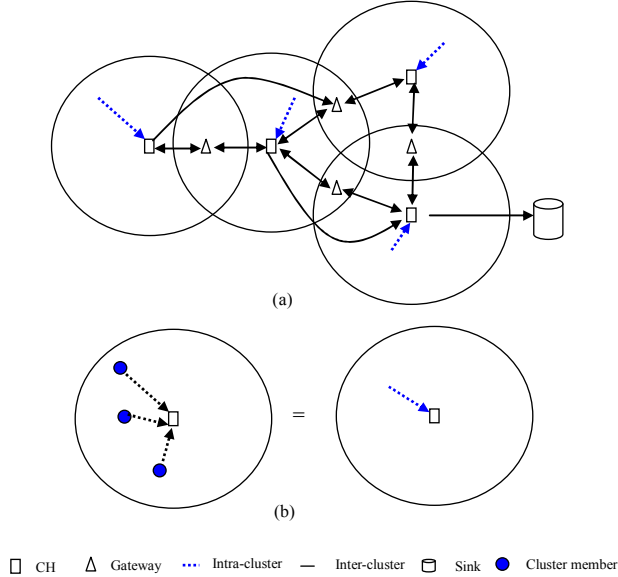 (a)
=
(b)
CH Gateway Intra-cluster Inter-cluster Sink Cluster member